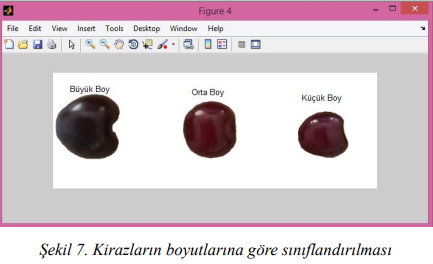 Figure 4
File Edit View Insert Tools Desktop Window Help
Büyük Boy
Orta Boy
Küçük Boy
Şekil 7. Kirazların boyutlarına göre sınıflandırılması